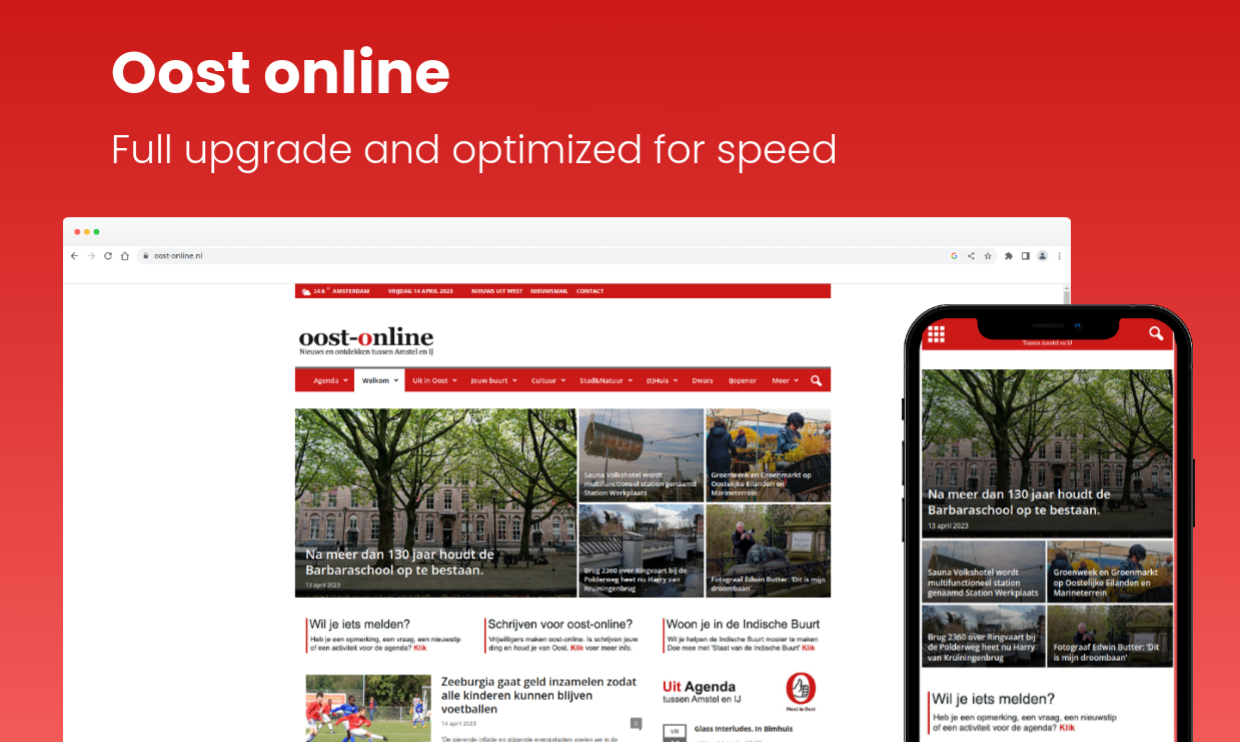 Oost online
Full upgrade and optimized for speed
oost-online.nl
14.6 ° AMSTERDAM VRIJDAG 14 APRIL 2023 NIEUWS UIT WEST NIEUWSMAIL CONTACT
oost-online
Nieuws en ontdekken tussen Amstel en IJ
Agenda Welkom Uit in Oost Jouw buurt Cultuur Stad&Natuur (t)Huis Dwars IJopener Meer
Na meer dan 130 jaar houdt de
Barbaraschool op te bestaan.
13 april 2023
Sauna Volkshotel wordt
multifunctioneel station genaamd
Station Werkplaats
Groenweek en Groenmarkt op
Oostelijke Eilanden en
Marineterrein
Brug 2360 over Ringvaart bij de
Polderweg heet nu Harry van
Kruiningenbrug
Fotograaf Edwin Butter: 'Dit is mijn
droombaan'
Wil je iets melden?
Heb je een opmerking, een vraag, een nieuwstip
of een activiteit voor de agenda? Klik
Schrijven voor oost-online?
Vrijwilligers maken oost-online. Is schrijven jouw
ding en houd je van Oost. Klik voor meer info.
Woon je in de Indische Buurt
Wil je helpen de Indische Buurt mooier te maken
Doe mee met 'Staat van de Indische Buurt' Klik
Zeeburgia gaat geld inzamelen zodat
alle kinderen kunnen blijven
voetballen
14 april 2023
0
'De gierende inflatie en stijgende energiekosten voelen we in de
Uit Agenda
tussen Amstel en IJ
Mooi in Oost
VR
Glass Interludes. In Bimhuis
Tussen Amstel en IJ
Na meer dan 130 jaar houdt de
Barbaraschool op te bestaan.
13 april 2023
Sauna Volkshotel wordt
multifunctioneel station
genaamd Station Werkplaats
Groenweek en Groenmarkt
op Oostelijke Eilanden en
Marineterrein
Brug 2360 over Ringvaart bij
de Polderweg heet nu Harry
van Kruiningenbrug
Fotograaf Edwin Butter: 'Dit
is mijn droombaan'
Wil je iets melden?
Heb je een opmerking, een vraag, een nieuwstip
of een activiteit voor de agenda? Klik